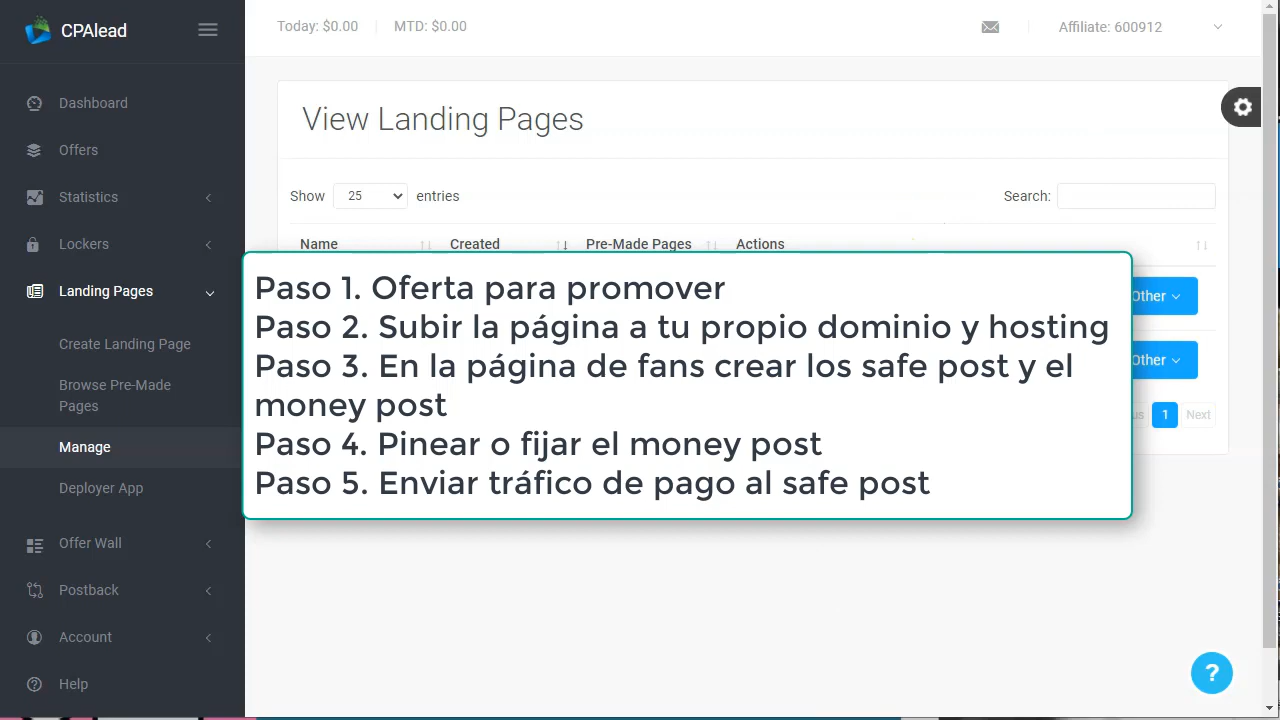 CPAlead
Today: $0.00
MTD: $0.00
Affiliate: 600912
Dashboard
Offers
Statistics
Lockers
Landing Pages
Create Landing Page
Browse Pre-Made
Pages
Manage
Deployer App
Offer Wall
Postback
Account
Help
View Landing Pages
Show 25 entries
Search:
Name Created Pre-Made Pages Actions
Other
Other
1 Next
Paso 1. Oferta para promover
Paso 2. Subir la página a tu propio dominio y hosting
Paso 3. En la página de fans crear los safe post y el
money post
Paso 4. Pinear o fijar el money post
Paso 5. Enviar tráfico de pago al safe post
?